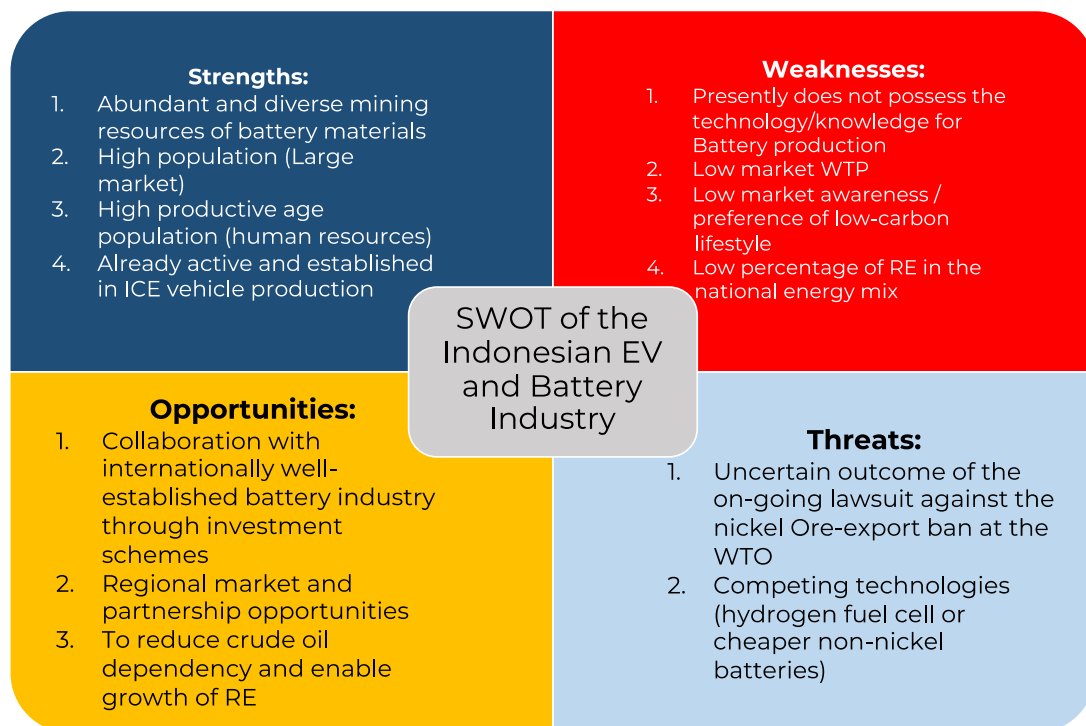 Strengths:
1. Abundant and diverse mining
resources of battery materials
2. High population (Large
market)
3. High productive age
population (human resources)
4. Already active and established
in ICE vehicle production
Weaknesses:
1. Presently does not possess the
technology/knowledge for
Battery production
2. Low market WTP
3. Low market awareness /
preference of low-carbon
lifestyle
4. Low percentage of RE in the
national energy mix
SWOT of the
Indonesian EV
and Battery
Industry
Opportunities:
1. Collaboration with
internationally well-
established battery industry
through investment
schemes
2. Regional market and
partnership opportunities
3. To reduce crude oil
dependency and enable
growth of RE
Threats:
1. Uncertain outcome of the
on-going lawsuit against the
nickel Ore-export ban at the
WTO
2. Competing technologies
(hydrogen fuel cell or
cheaper non-nickel
batteries)